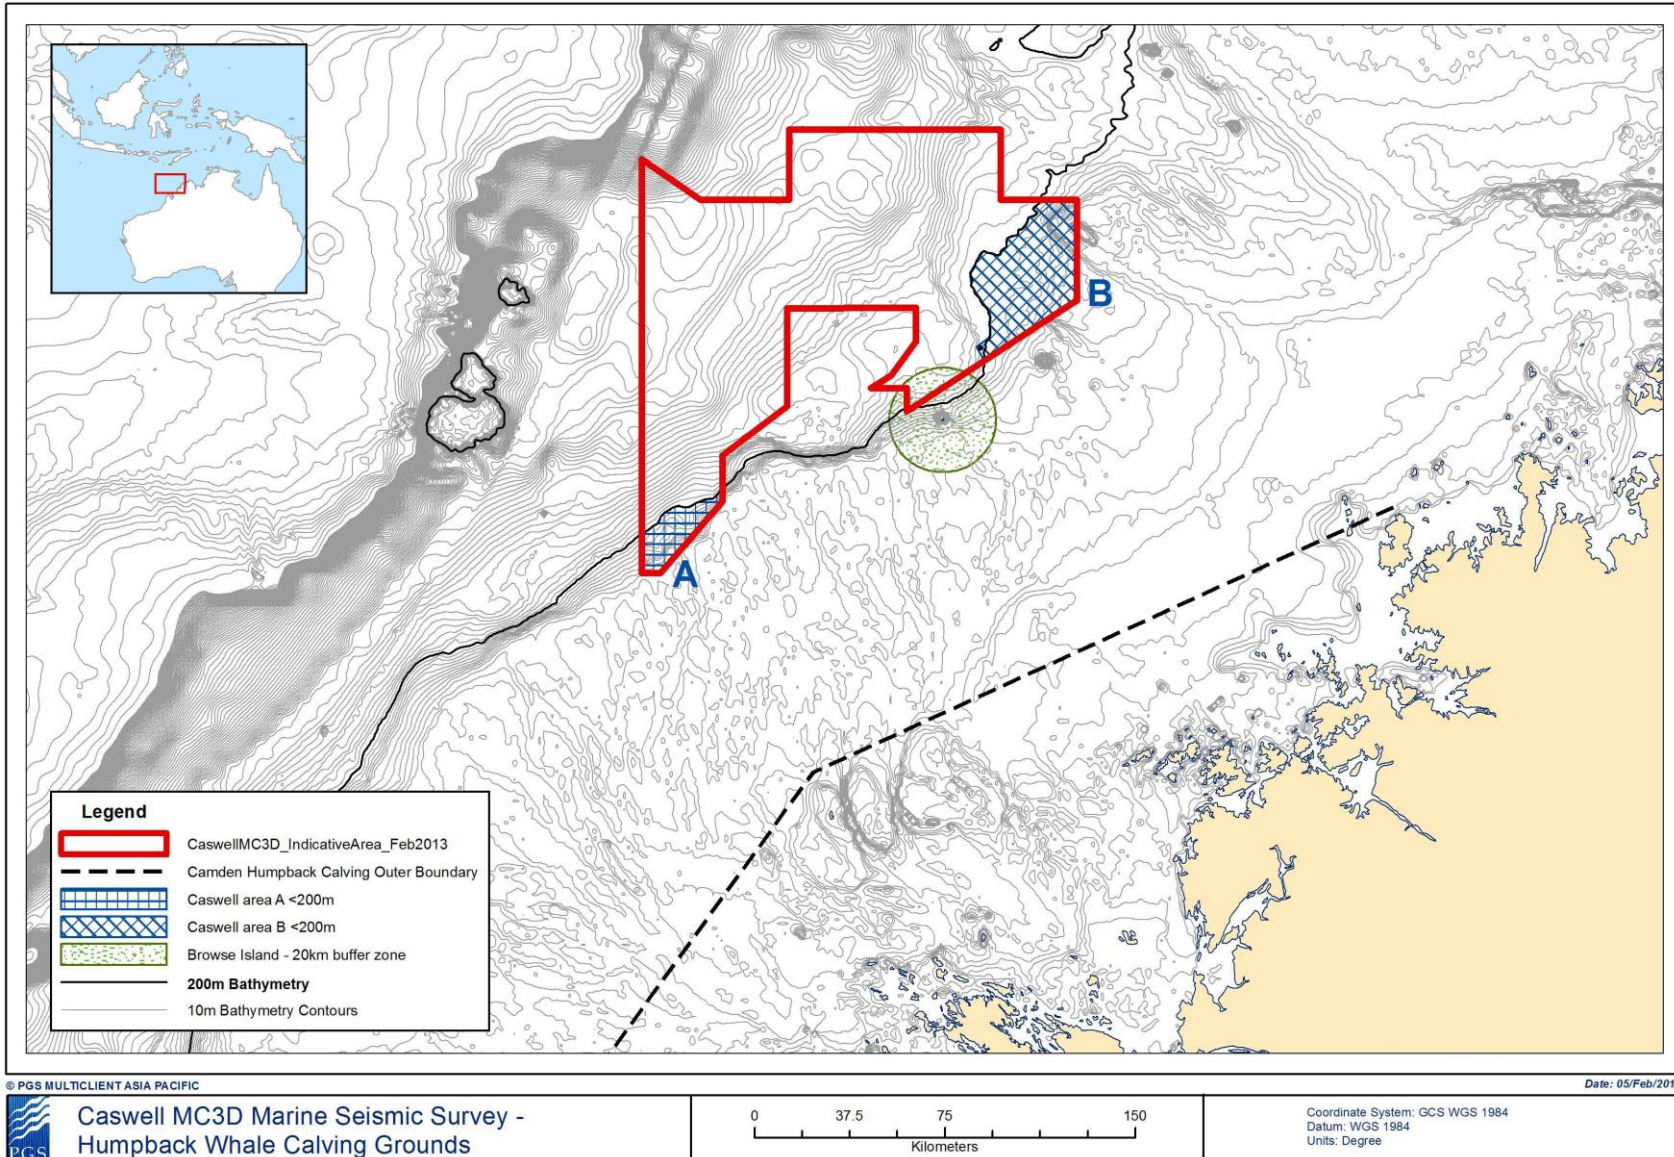 B
A
Legend
CaswellMC3D_IndicativeArea_Feb2013
Camden Humpback Calving Outer Boundary
Caswell area A <200m
Caswell area B <200m
Browse Island - 20km buffer zone
200m Bathymetry
10m Bathymetry Contours
© PGS MULTICLIENT ASIA PACIFIC
Date: 05/Feb/201
PGS
Caswell MC3D Marine Seismic Survey -
Humpback Whale Calving Grounds
0 37.5 75 150
Kilometers
Coordinate System: GCS WGS 1984
Datum: WGS 1984
Units: Degree